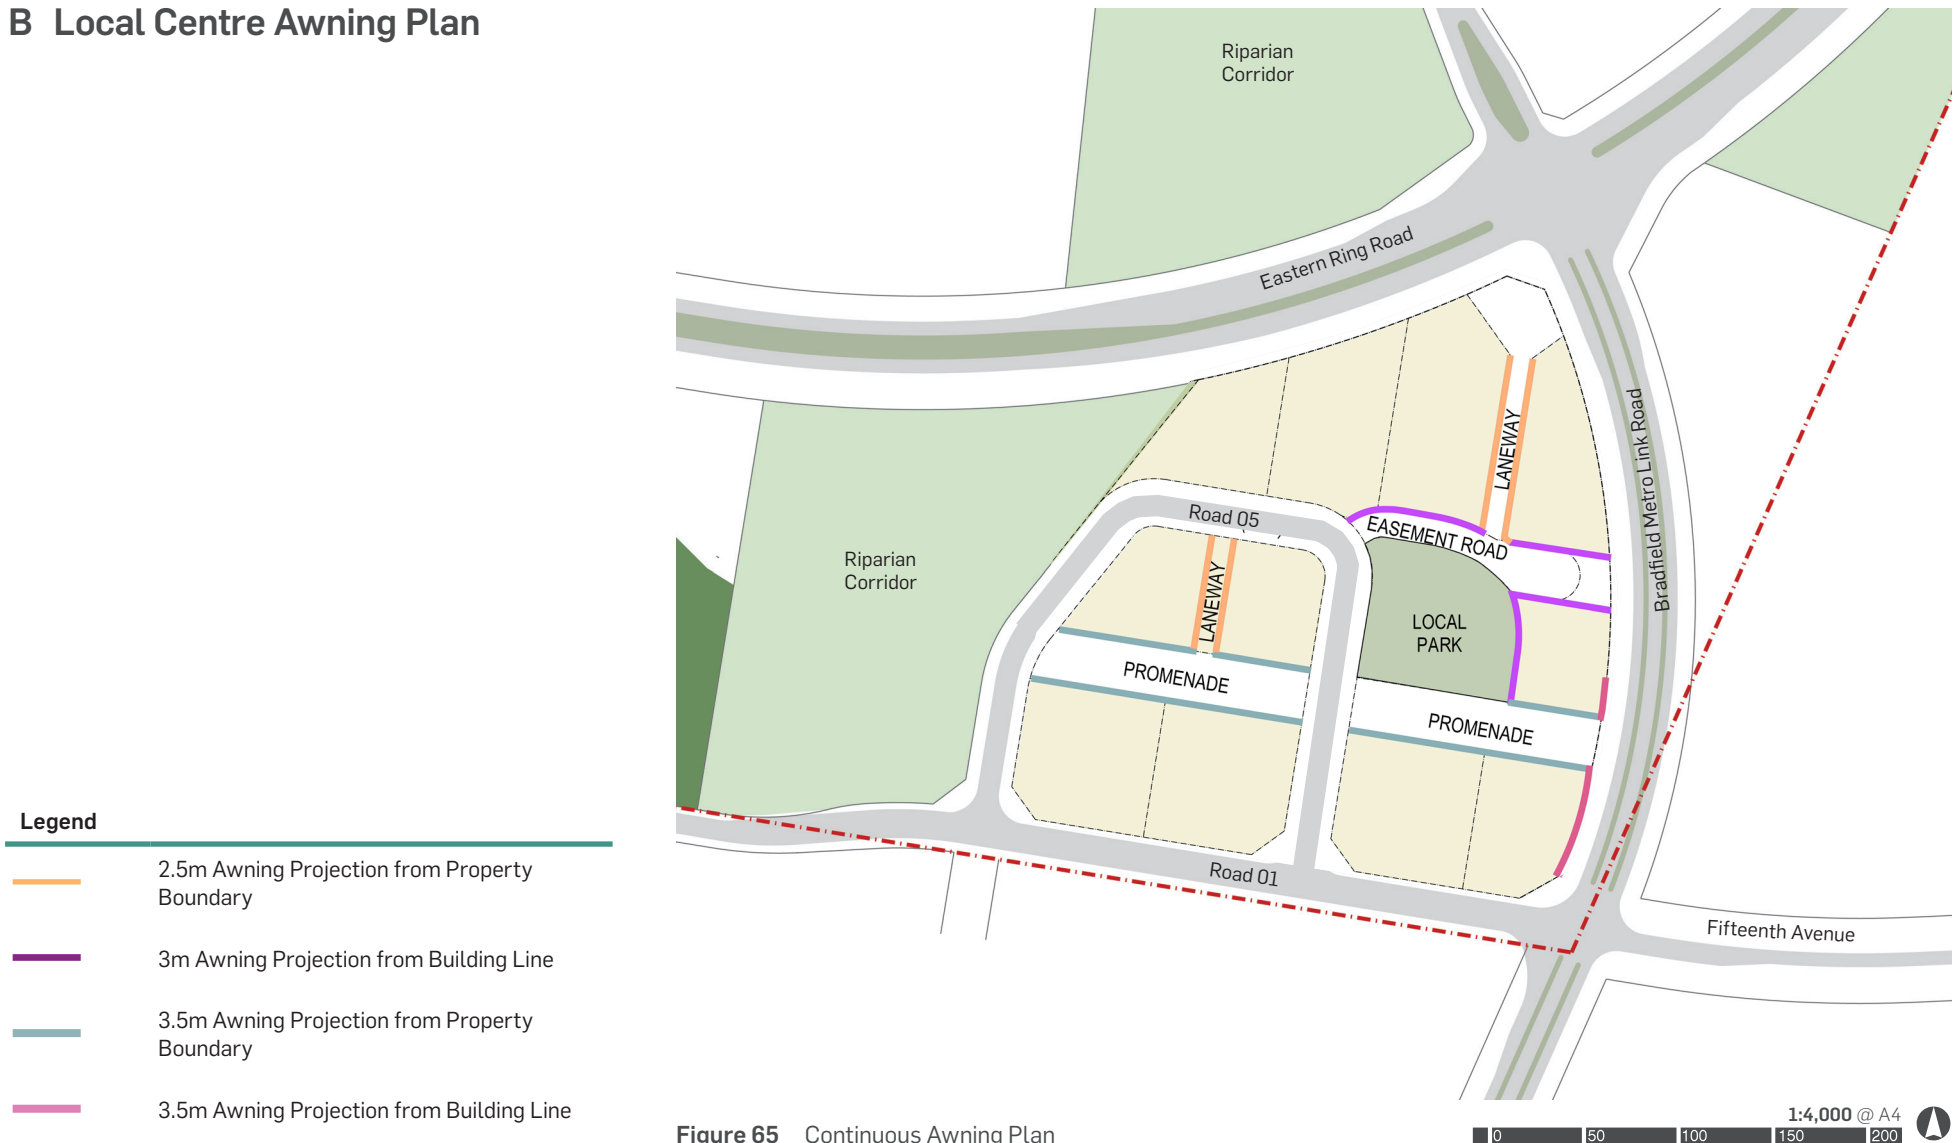 B Local Centre Awning Plan
Riparian
Corridor
Eastern Ring Road
LANEWAY
Bradfield Metro Link Road
Road 05
EASEMENT ROAD
Riparian
Corridor
LANEWAY
LOCAL
PARK
PROMENADE
PROMENADE
Road 01
Fifteenth Avenue
Legend
2.5m Awning Projection from Property
Boundary
3m Awning Projection from Building Line
3.5m Awning Projection from Property
Boundary
3.5m Awning Projection from Building Line
Figure 65 Continuous Awning Plan
1:4,000 @ A4
0 50 100 150 200